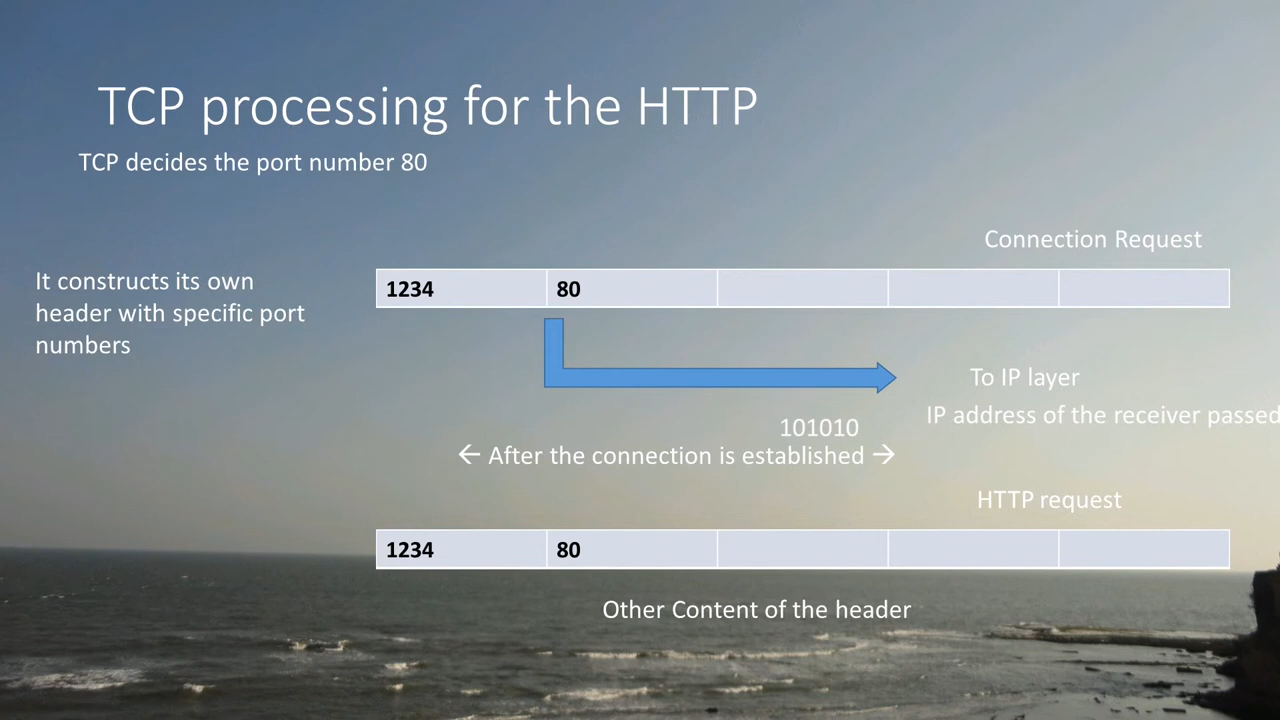 TCP processing for the HTTP
TCP decides the port number 80
Connection Request
It constructs its own
header with specific port
numbers
1234 80
To IP layer
IP address of the receiver passed
101010
← After the connection is established →
HTTP request
1234 80
Other Content of the header